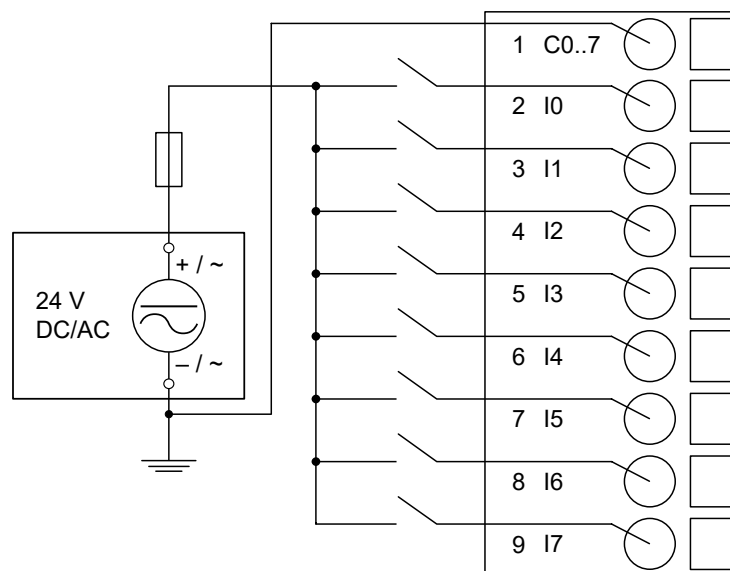 1 C0..7
2 I0
3 I1
4 I2
5 I3
6 I4
7 I5
8 I6
9 I7
+ / ~
24 V
DC/AC
– / ~